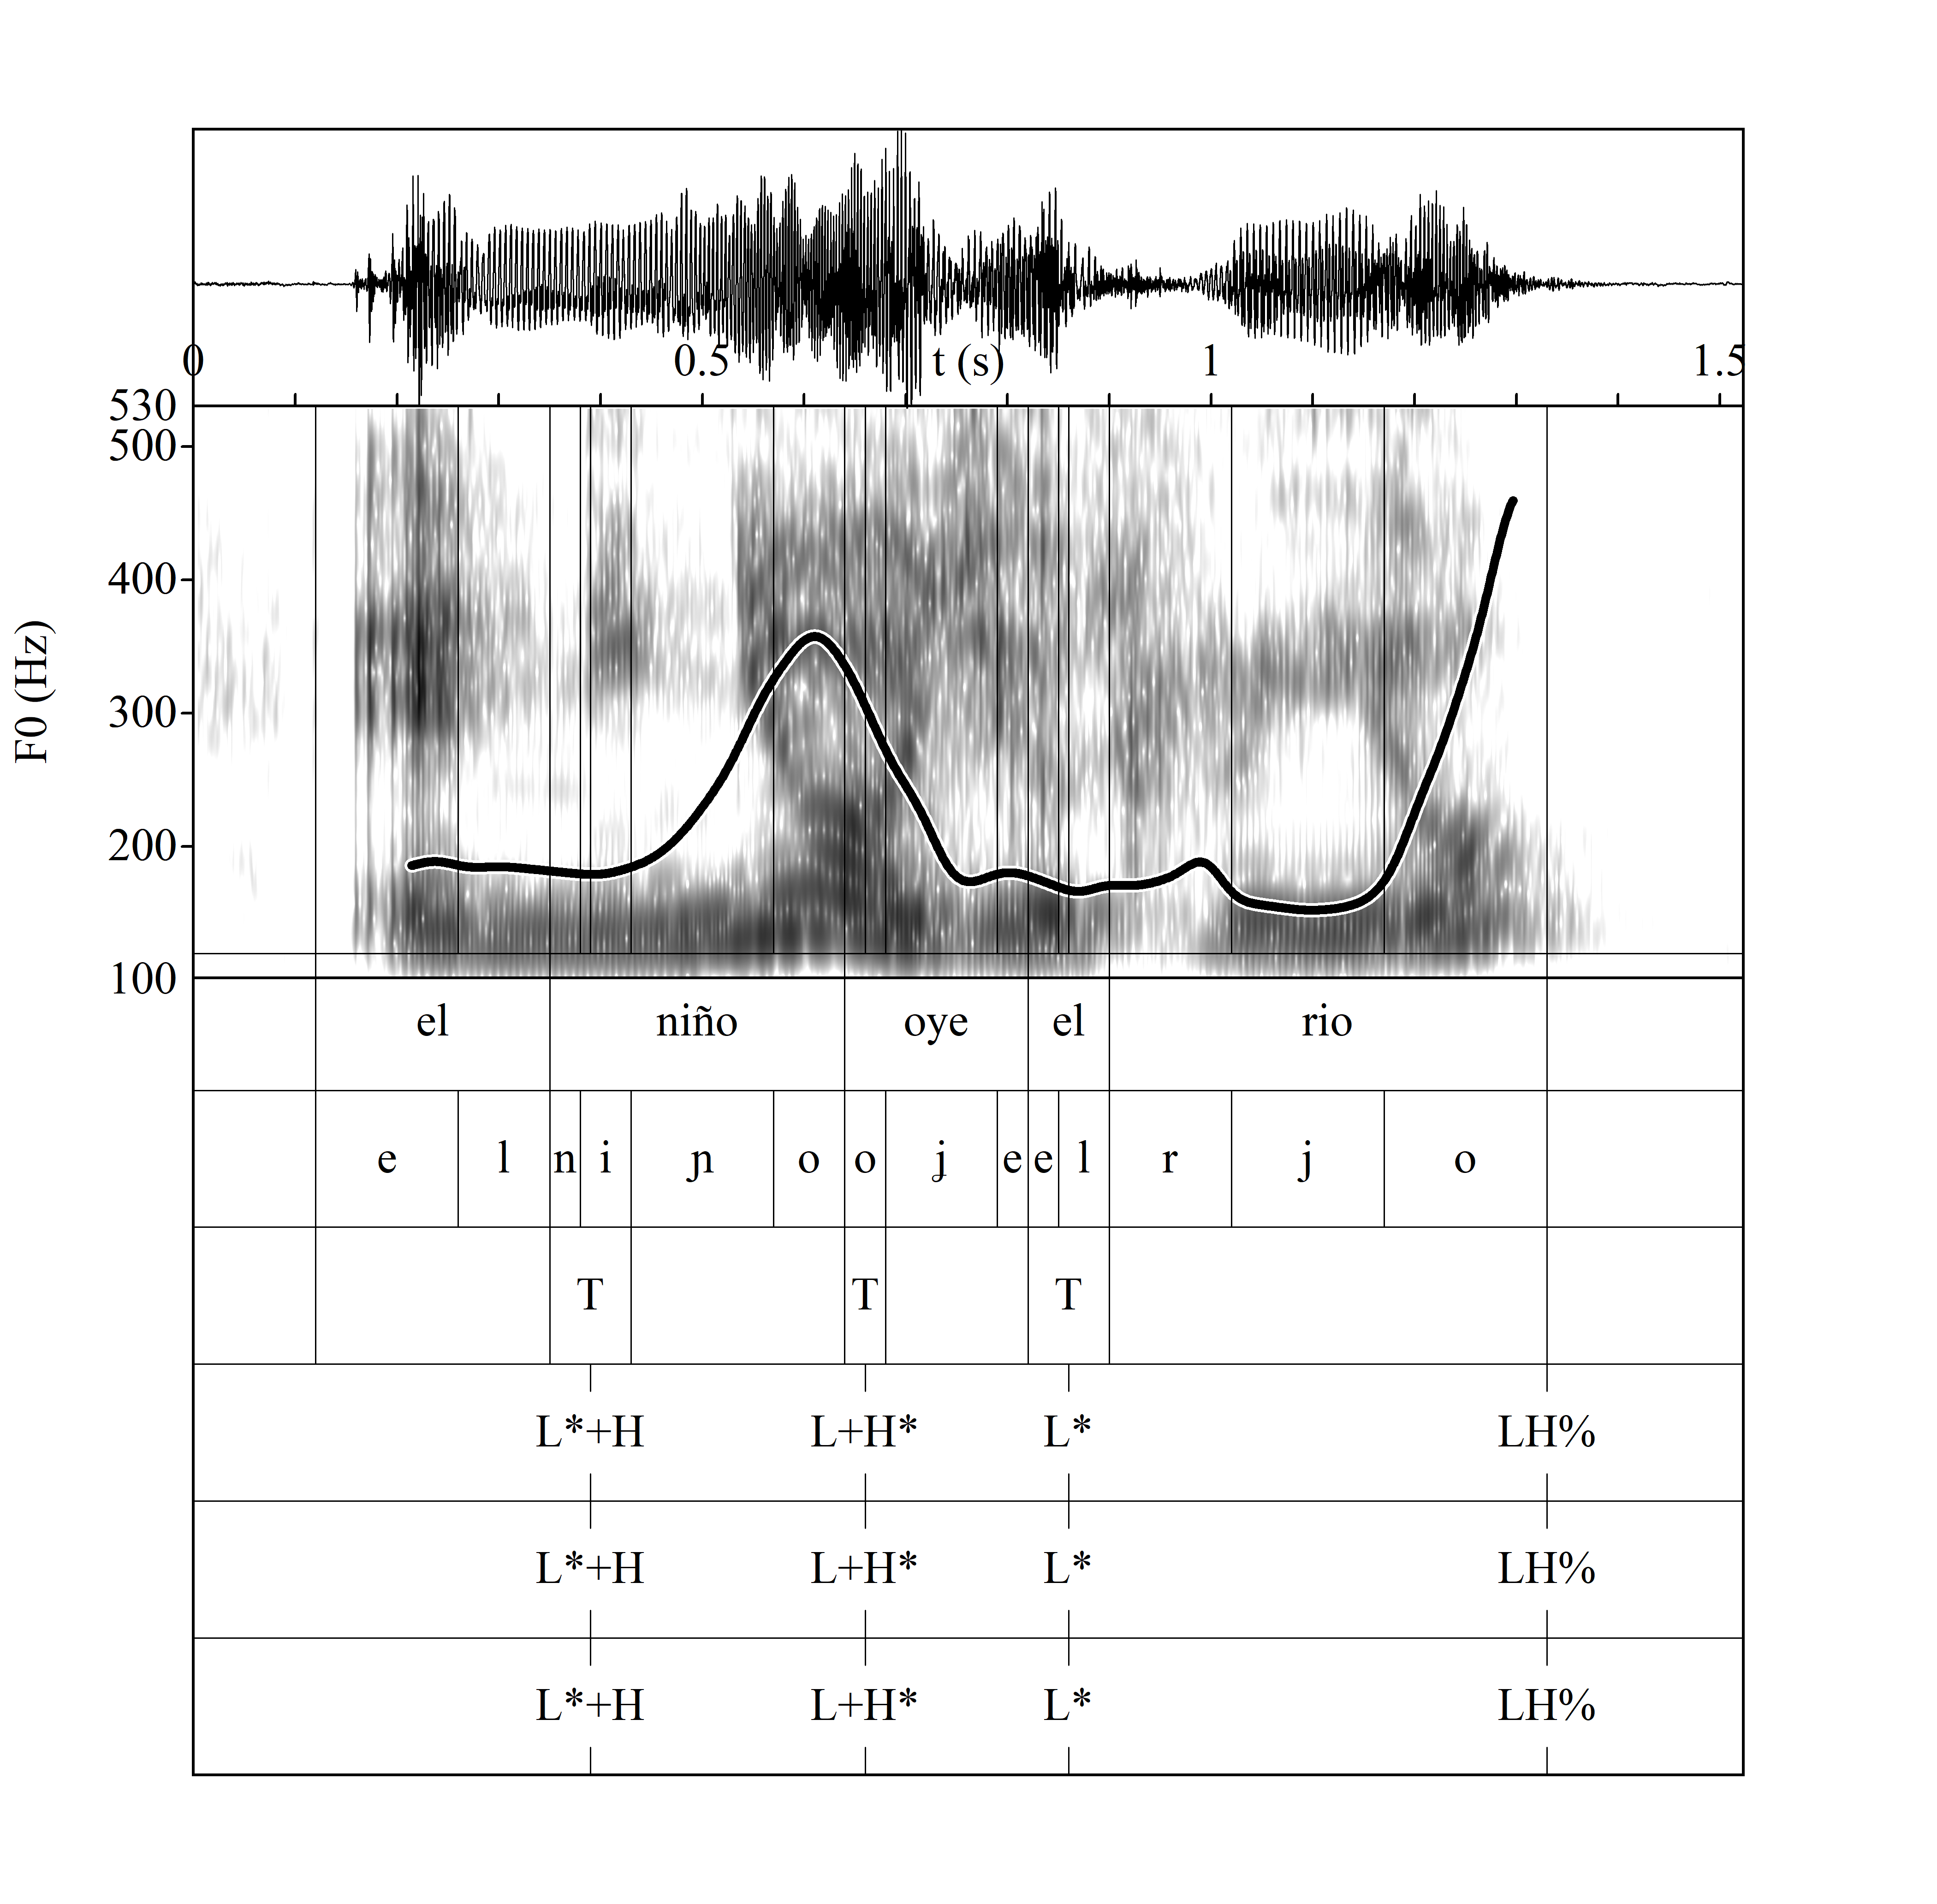 0 0.5 t (s) 1 1.5
530
500
400
300
200
100
F0 (Hz)
el niño oye el rio
e l n i ɲ o o ɟ e e l r j o
T T T
L*+H L+H* L* LH%
L*+H L+H* L* LH%
L*+H L+H* L* LH%